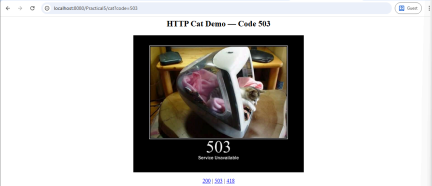 localhost:8080/Practical5/cat?code=503
Guest
HTTP Cat Demo — Code 503
503
Service Unavailable
200 | 503 | 418